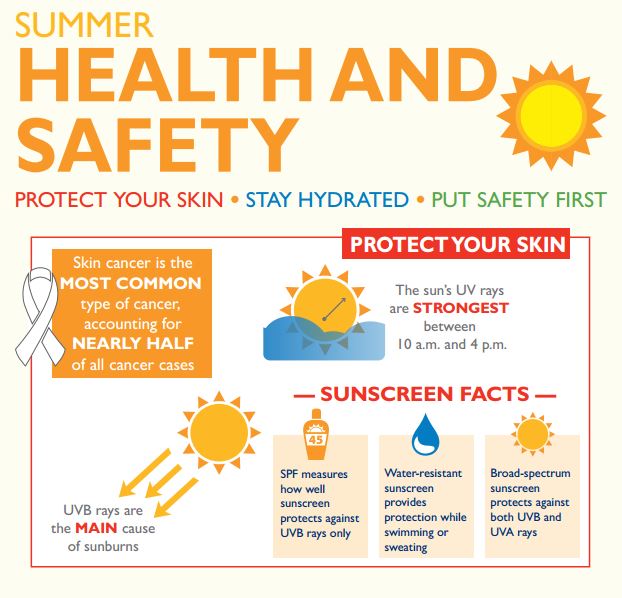 SUMMER
HEALTH AND
SAFETY
PROTECT YOUR SKIN • STAY HYDRATED • PUT SAFETY FIRST
PROTECT YOUR SKIN
Skin cancer is the
MOST COMMON
type of cancer,
accounting for
NEARLY HALF
of all cancer cases
The sun's UV rays
are STRONGEST
between
10 a.m. and 4 p.m.
UVB rays are
the MAIN cause
of sunburns
— SUNSCREEN FACTS —
45
SPF measures
how well
sunscreen
protects against
UVB rays only
Water-resistant
sunscreen
provides
protection while
swimming or
sweating
Broad-spectrum
sunscreen
protects against
both UVB and
UVA rays